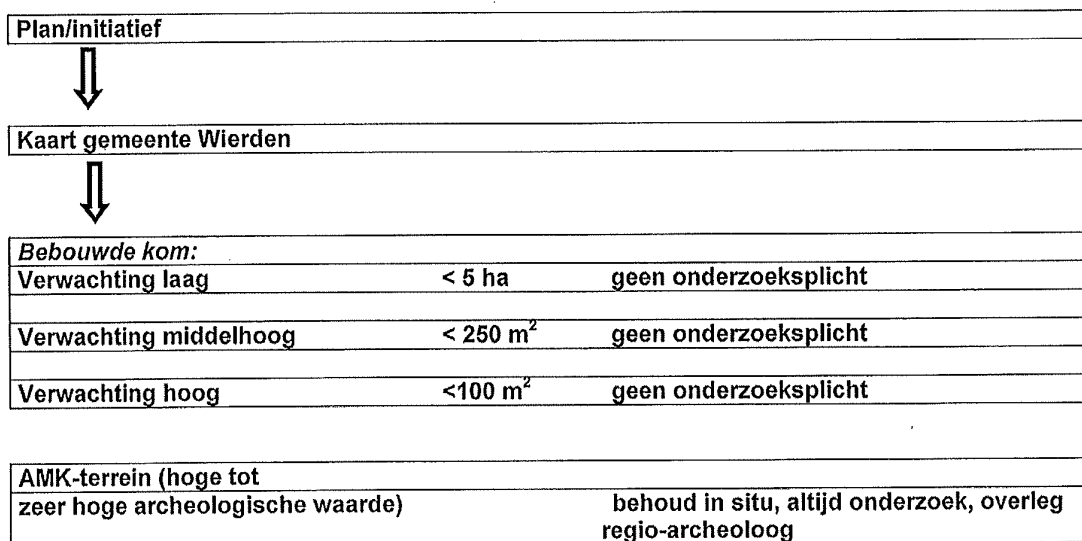 Plan/initiatief
Kaart gemeente Wierden
Bebouwde kom:
Verwachting laag < 5 ha geen onderzoeksplicht
Verwachting middelhoog < 250 m² geen onderzoeksplicht
Verwachting hoog <100 m² geen onderzoeksplicht
AMK-terrein (hoge tot
zeer hoge archeologische waarde) behoud in situ, altijd onderzoek, overleg
regio-archeoloog